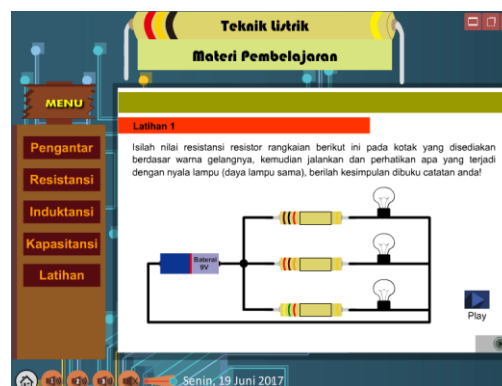 Teknik Listrik
Materi Pembelajaran
MENU
Pengantar
Resistansi
Induktansi
Kapasitansi
Latihan
Latihan 1
Isilah nilai resistansi resistor rangkaian berikut ini pada kotak yang disediakan
berdasar warna gelangnya, kemudian jalankan dan perhatikan apa yang terjadi
dengan nyala lampu (daya lampu sama), berilah kesimpulan dibuku catatan anda!
Baterai
9V
Play
Senin, 19 Juni 2017